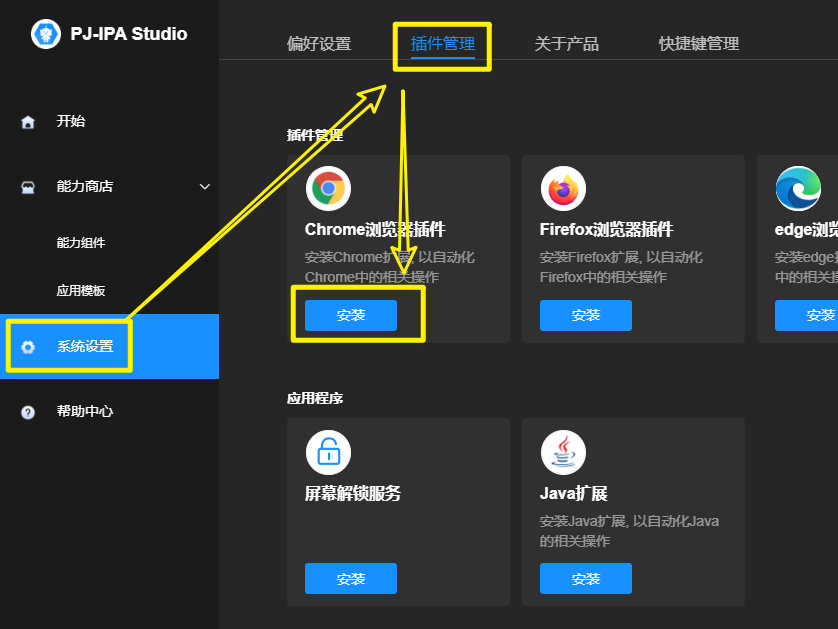 PJ-IPA Studio
偏好设置
插件管理
关于产品
快捷键管理
开始
能力商店
能力组件
应用模板
系统设置
帮助中心
插件管理
Chrome浏览器插件
安装Chrome扩展, 以自动化
Chrome中的相关操作
安装
Firefox浏览器插件
安装Firefox扩展, 以自动化
Firefox中的相关操作
安装
edge浏览
安装edge
中的相关
安装
应用程序
屏幕解锁服务
安装
Java扩展
安装Java扩展, 以自动化Java
的相关操作
安装